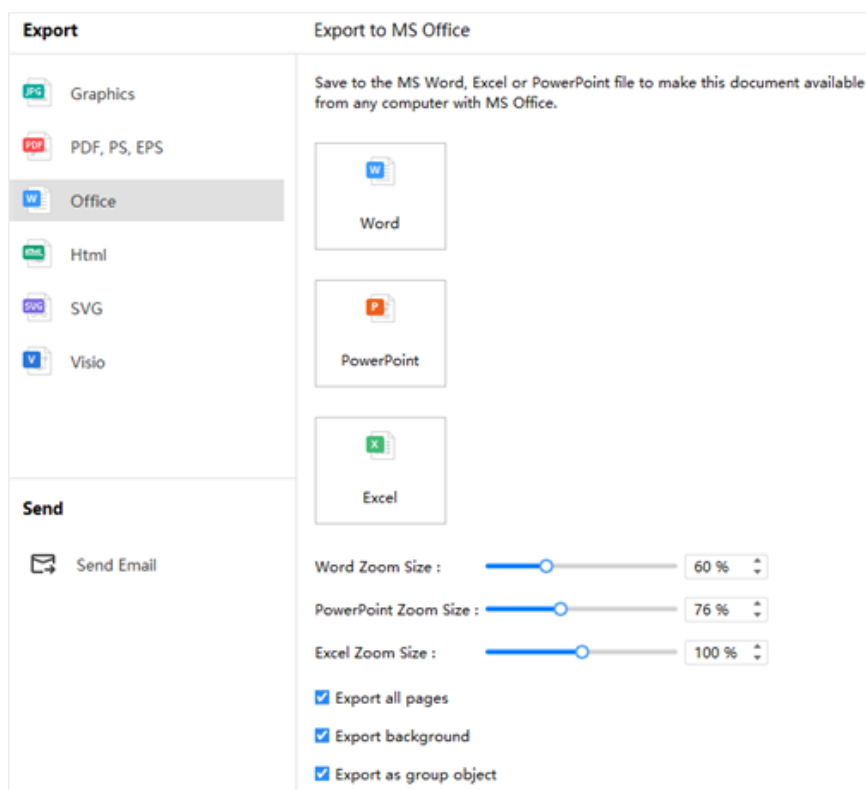 Export
JPG Graphics
PDF PDF, PS, EPS
W Office
HTML Html
SVG SVG
V Visio
Send
Send Email
Export to MS Office
Save to the MS Word, Excel or PowerPoint file to make this document available
from any computer with MS Office.
W
Word
P
PowerPoint
X
Excel
Word Zoom Size : 60 %
PowerPoint Zoom Size : 76 %
Excel Zoom Size : 100 %
Export all pages
Export background
Export as group object